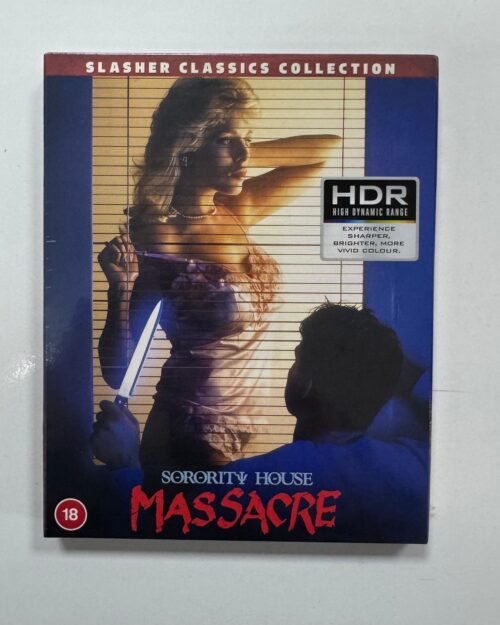 SLASHER CLASSICS COLLECTION
HDR
HIGH DYNAMIC RANGE
EXPERIENCE
SHARPER,
BRIGHTER, MORE
VIVID COLOUR.
SORORITY HOUSE
MASSACRE
18